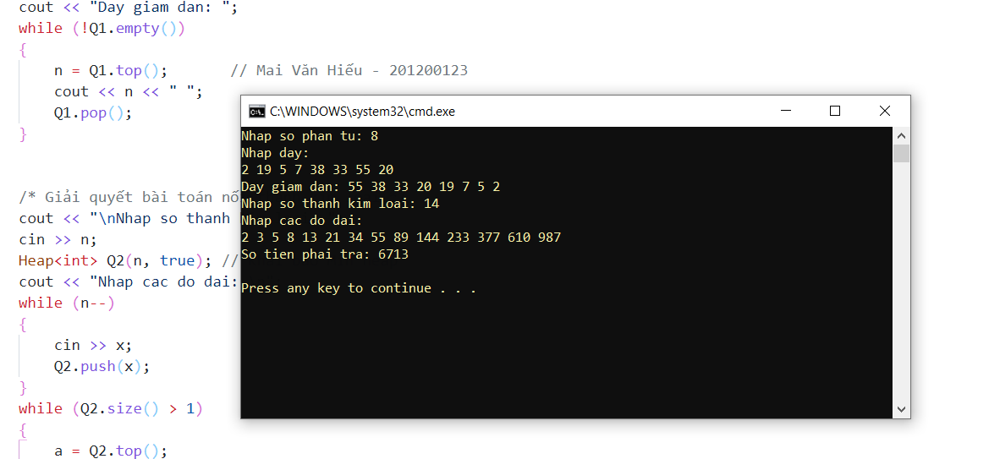 cout << "Day giam dan: ";
while (!Q1.empty())
{
n = Q1.top(); // Mai Văn Hiếu - 201200123
cout << n << " ";
Q1.pop();
}
/* Giải quyết bài toán nố
cout << "\nNhap so thanh
cin >> n;
Heap<int> Q2(n, true); //
cout << "Nhap cac do dai:
while (n--)
{
cin >> x;
Q2.push(x);
}
while (Q2.size() > 1)
{
a = Q2.top();
C:\WINDOWS\system32\cmd.exe
Nhap so phan tu: 8
Nhap day:
2 19 5 7 38 33 55 20
Day giam dan: 55 38 33 20 19 7 5 2
Nhap so thanh kim loai: 14
Nhap cac do dai:
2 3 5 8 13 21 34 55 89 144 233 377 610 987
So tien phai tra: 6713
Press any key to continue . . .